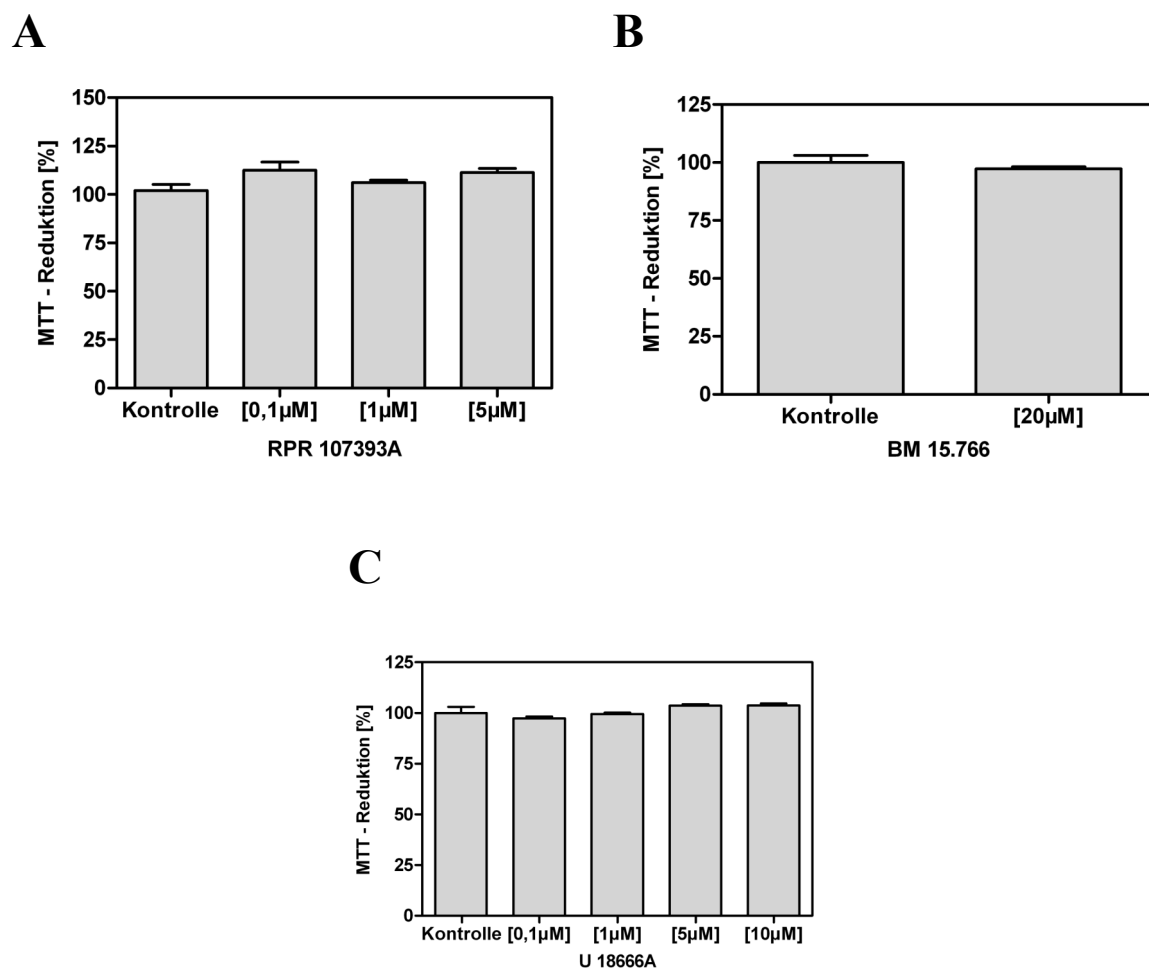 A
MTT - Reduktion [%]
150
125
100
75
50
25
0
Kontrolle [0,1µM] [1µM] [5µM]
RPR 107393A
B
MTT - Reduktion [%]
125
100
75
50
25
0
Kontrolle [20µM]
BM 15.766
C
MTT - Reduktion [%]
125
100
75
50
25
0
Kontrolle [0,1µM] [1µM] [5µM] [10µM]
U 18666A